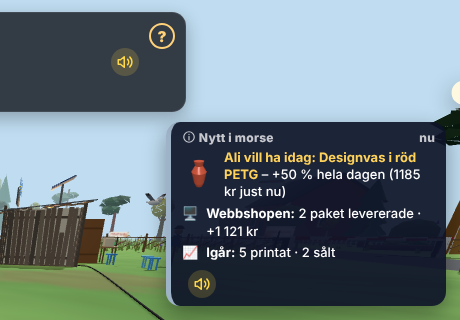 ?
Nytt i morse nu
Ali vill ha idag: Designvas i röd
PETG – +50 % hela dagen (1185
kr just nu)
Webbshopen: 2 paket levererade ·
+1 121 kr
Igår: 5 printat · 2 sålt